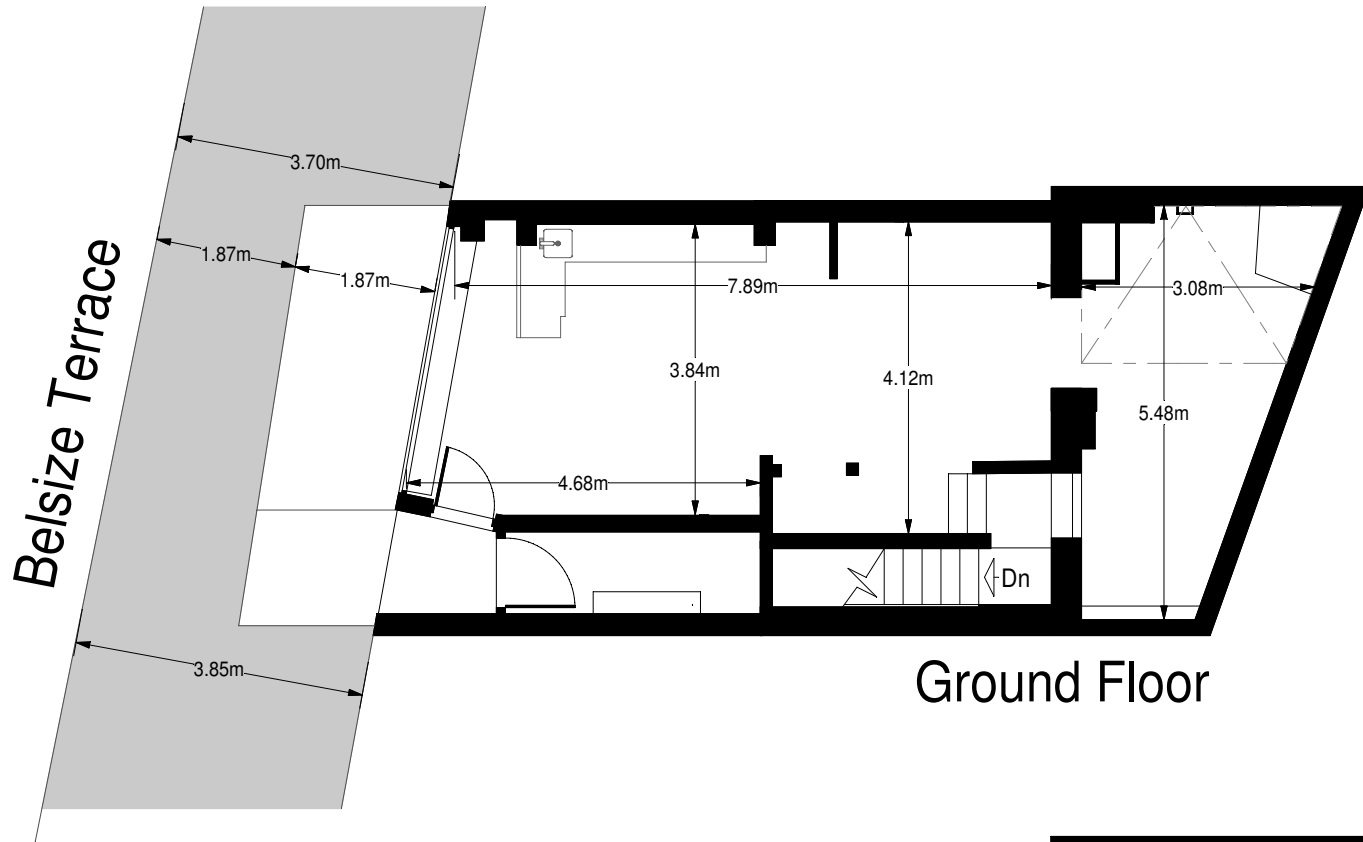 3.70m
1.87m
1.87m
7.89m
3.08m
3.84m
4.12m
5.48m
Belsize Terrace
4.68m
Dn
3.85m
Ground Floor